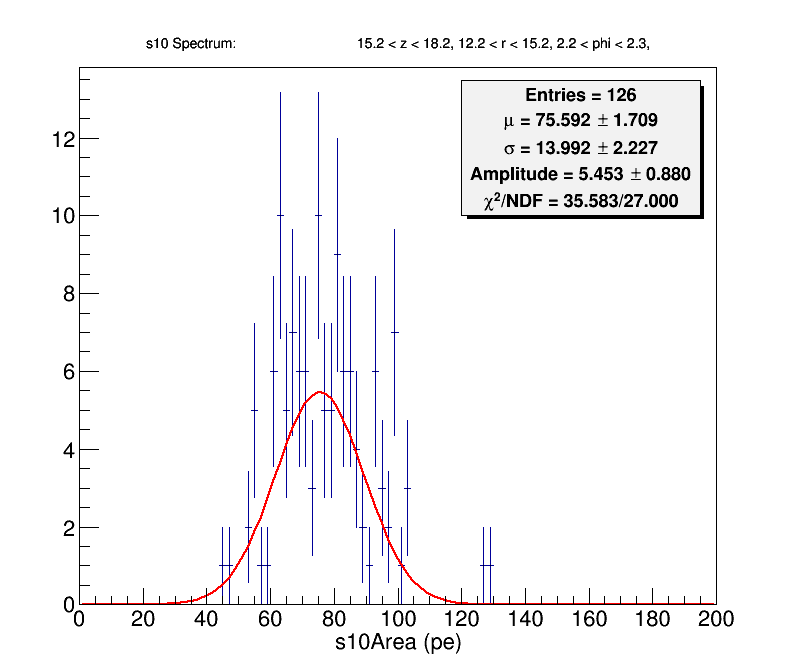 s10 Spectrum: 15.2 < z < 18.2, 12.2 < r < 15.2, 2.2 < phi < 2.3,
Entries = 126
μ = 75.592 ± 1.709
σ = 13.992 ± 2.227
Amplitude = 5.453 ± 0.880
χ²/NDF = 35.583/27.000
12
10
8
6
4
2
0
0 20 40 60 80 100 120 140 160 180 200
s10Area (pe)